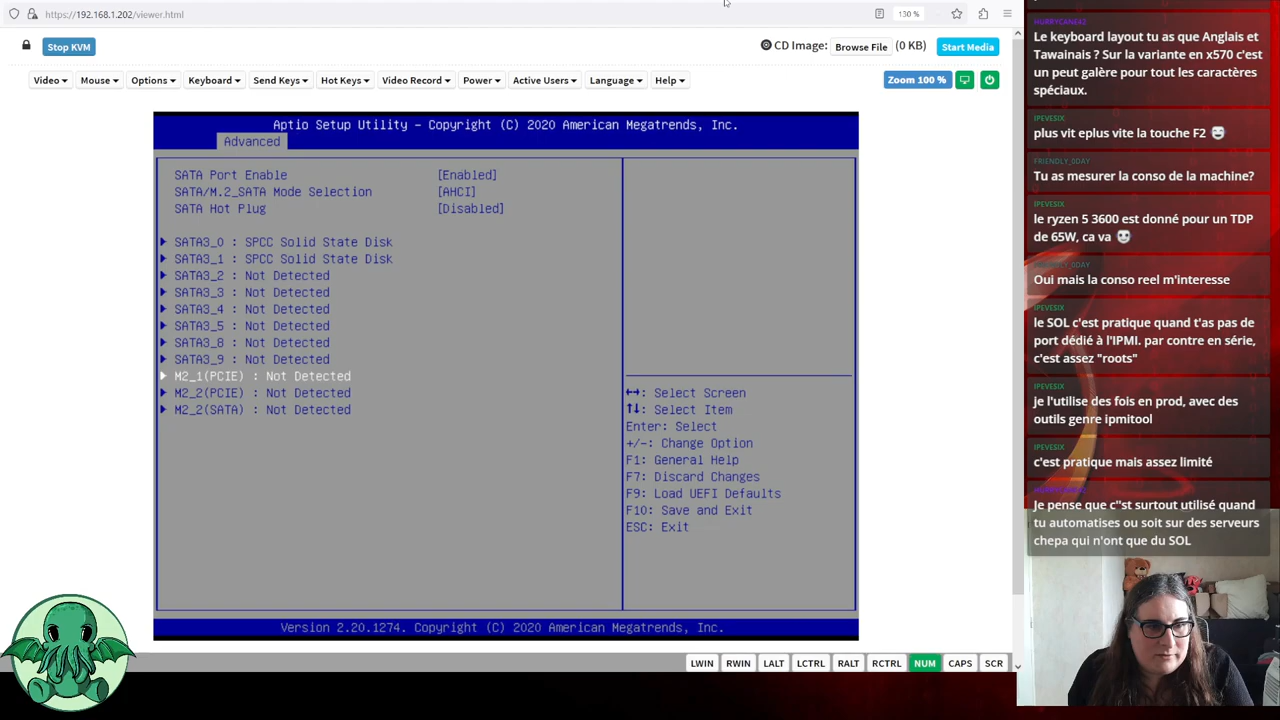 https://192.168.1.202/viewer.html
130 %
Stop KVM
CD Image:
Browse File
(0 KB)
Start Media
Video
Mouse
Options
Keyboard
Send Keys
Hot Keys
Video Record
Power
Active Users
Language
Help
Zoom 100 %
Aptio Setup Utility - Copyright (C) 2020 American Megatrends, Inc.
Advanced
SATA Port Enable [Enabled]
SATA/M.2_SATA Mode Selection [AHCI]
SATA Hot Plug [Disabled]
SATA3_0 : SPCC Solid State Disk
SATA3_1 : SPCC Solid State Disk
SATA3_2 : Not Detected
SATA3_3 : Not Detected
SATA3_4 : Not Detected
SATA3_5 : Not Detected
SATA3_8 : Not Detected
SATA3_9 : Not Detected
M2_1(PCIE) : Not Detected
M2_2(PCIE) : Not Detected
M2_2(SATA) : Not Detected
↔: Select Screen
↑↓: Select Item
Enter: Select
+/-: Change Option
F1: General Help
F7: Discard Changes
F9: Load UEFI Defaults
F10: Save and Exit
ESC: Exit
Version 2.20.1274. Copyright (C) 2020 American Megatrends, Inc.
LWIN
RWIN
LALT
LCTRL
RALT
RCTRL
NUM
CAPS
SCR
HURRYCANE42
Le keyboard layout tu as que Anglais et
Tawainais ? Sur la variante en x570 c'est
un peut galère pour tout les caractères
spéciaux.
IPEVESIX
plus vit eplus vite la touche F2
FRIENDLY_0DAY
Tu as mesurer la conso de la machine?
IPEVESIX
le ryzen 5 3600 est donné pour un TDP
de 65W, ca va
FRIENDLY_0DAY
Oui mais la conso reel m'interesse
IPEVESIX
le SOL c'est pratique quand t'as pas de
port dédié à l'IPMI. par contre en série,
c'est assez "roots"
IPEVESIX
je l'utilise des fois en prod, avec des
outils genre ipmitool
IPEVESIX
c'est pratique mais assez limité
HURRYCANE42
Je pense que c"st surtout utilisé quand
tu automatises ou soit sur des serveurs
chepa qui n'ont que du SOL